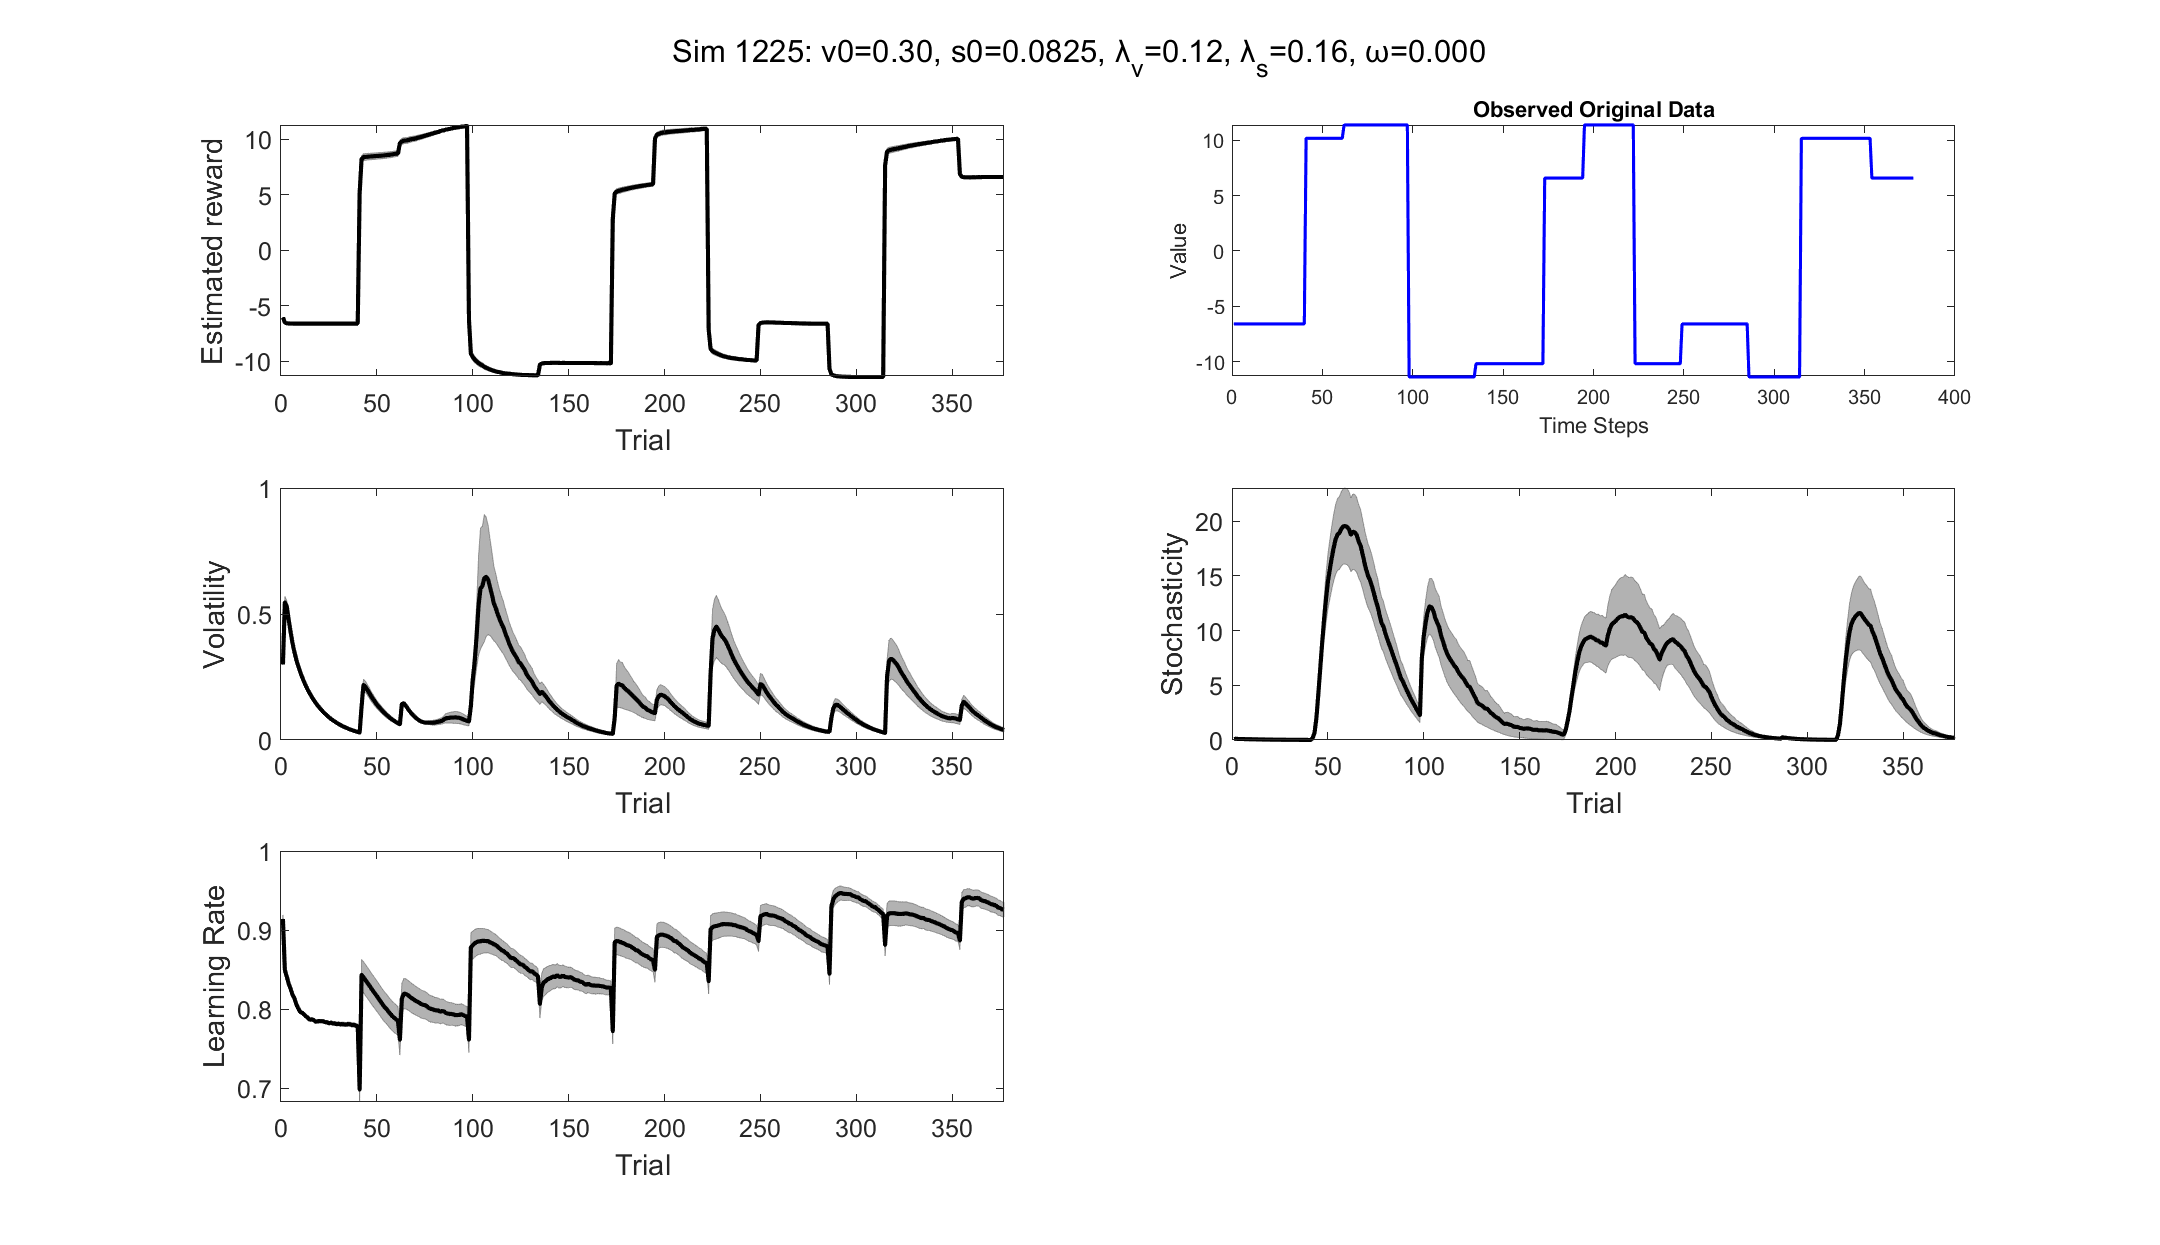 Sim 1225: v0=0.30, s0=0.0825, λv=0.12, λs=0.16, ω=0.000
Estimated reward
10
5
0
-5
-10
0 50 100 150 200 250 300 350
Trial
Observed Original Data
Value
10
5
0
-5
-10
0 50 100 150 200 250 300 350 400
Time Steps
Volatility
1
0.5
0
0 50 100 150 200 250 300 350
Trial
Stochasticity
20
15
10
5
0
0 50 100 150 200 250 300 350
Trial
Learning Rate
1
0.9
0.8
0.7
0 50 100 150 200 250 300 350
Trial